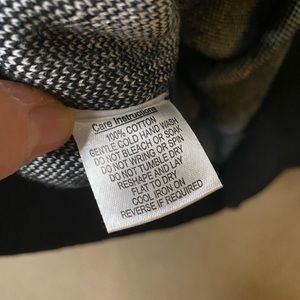 Care Instructions
100% COTTON
GENTLE COLD HAND WASH
DO NOT BLEACH OR SOAK
DO NOT WRING OR SPIN
DO NOT TUMBLE DRY
RESHAPE AND LAY
FLAT TO DRY
COOL IRON ON
REVERSE IF REQUIRED